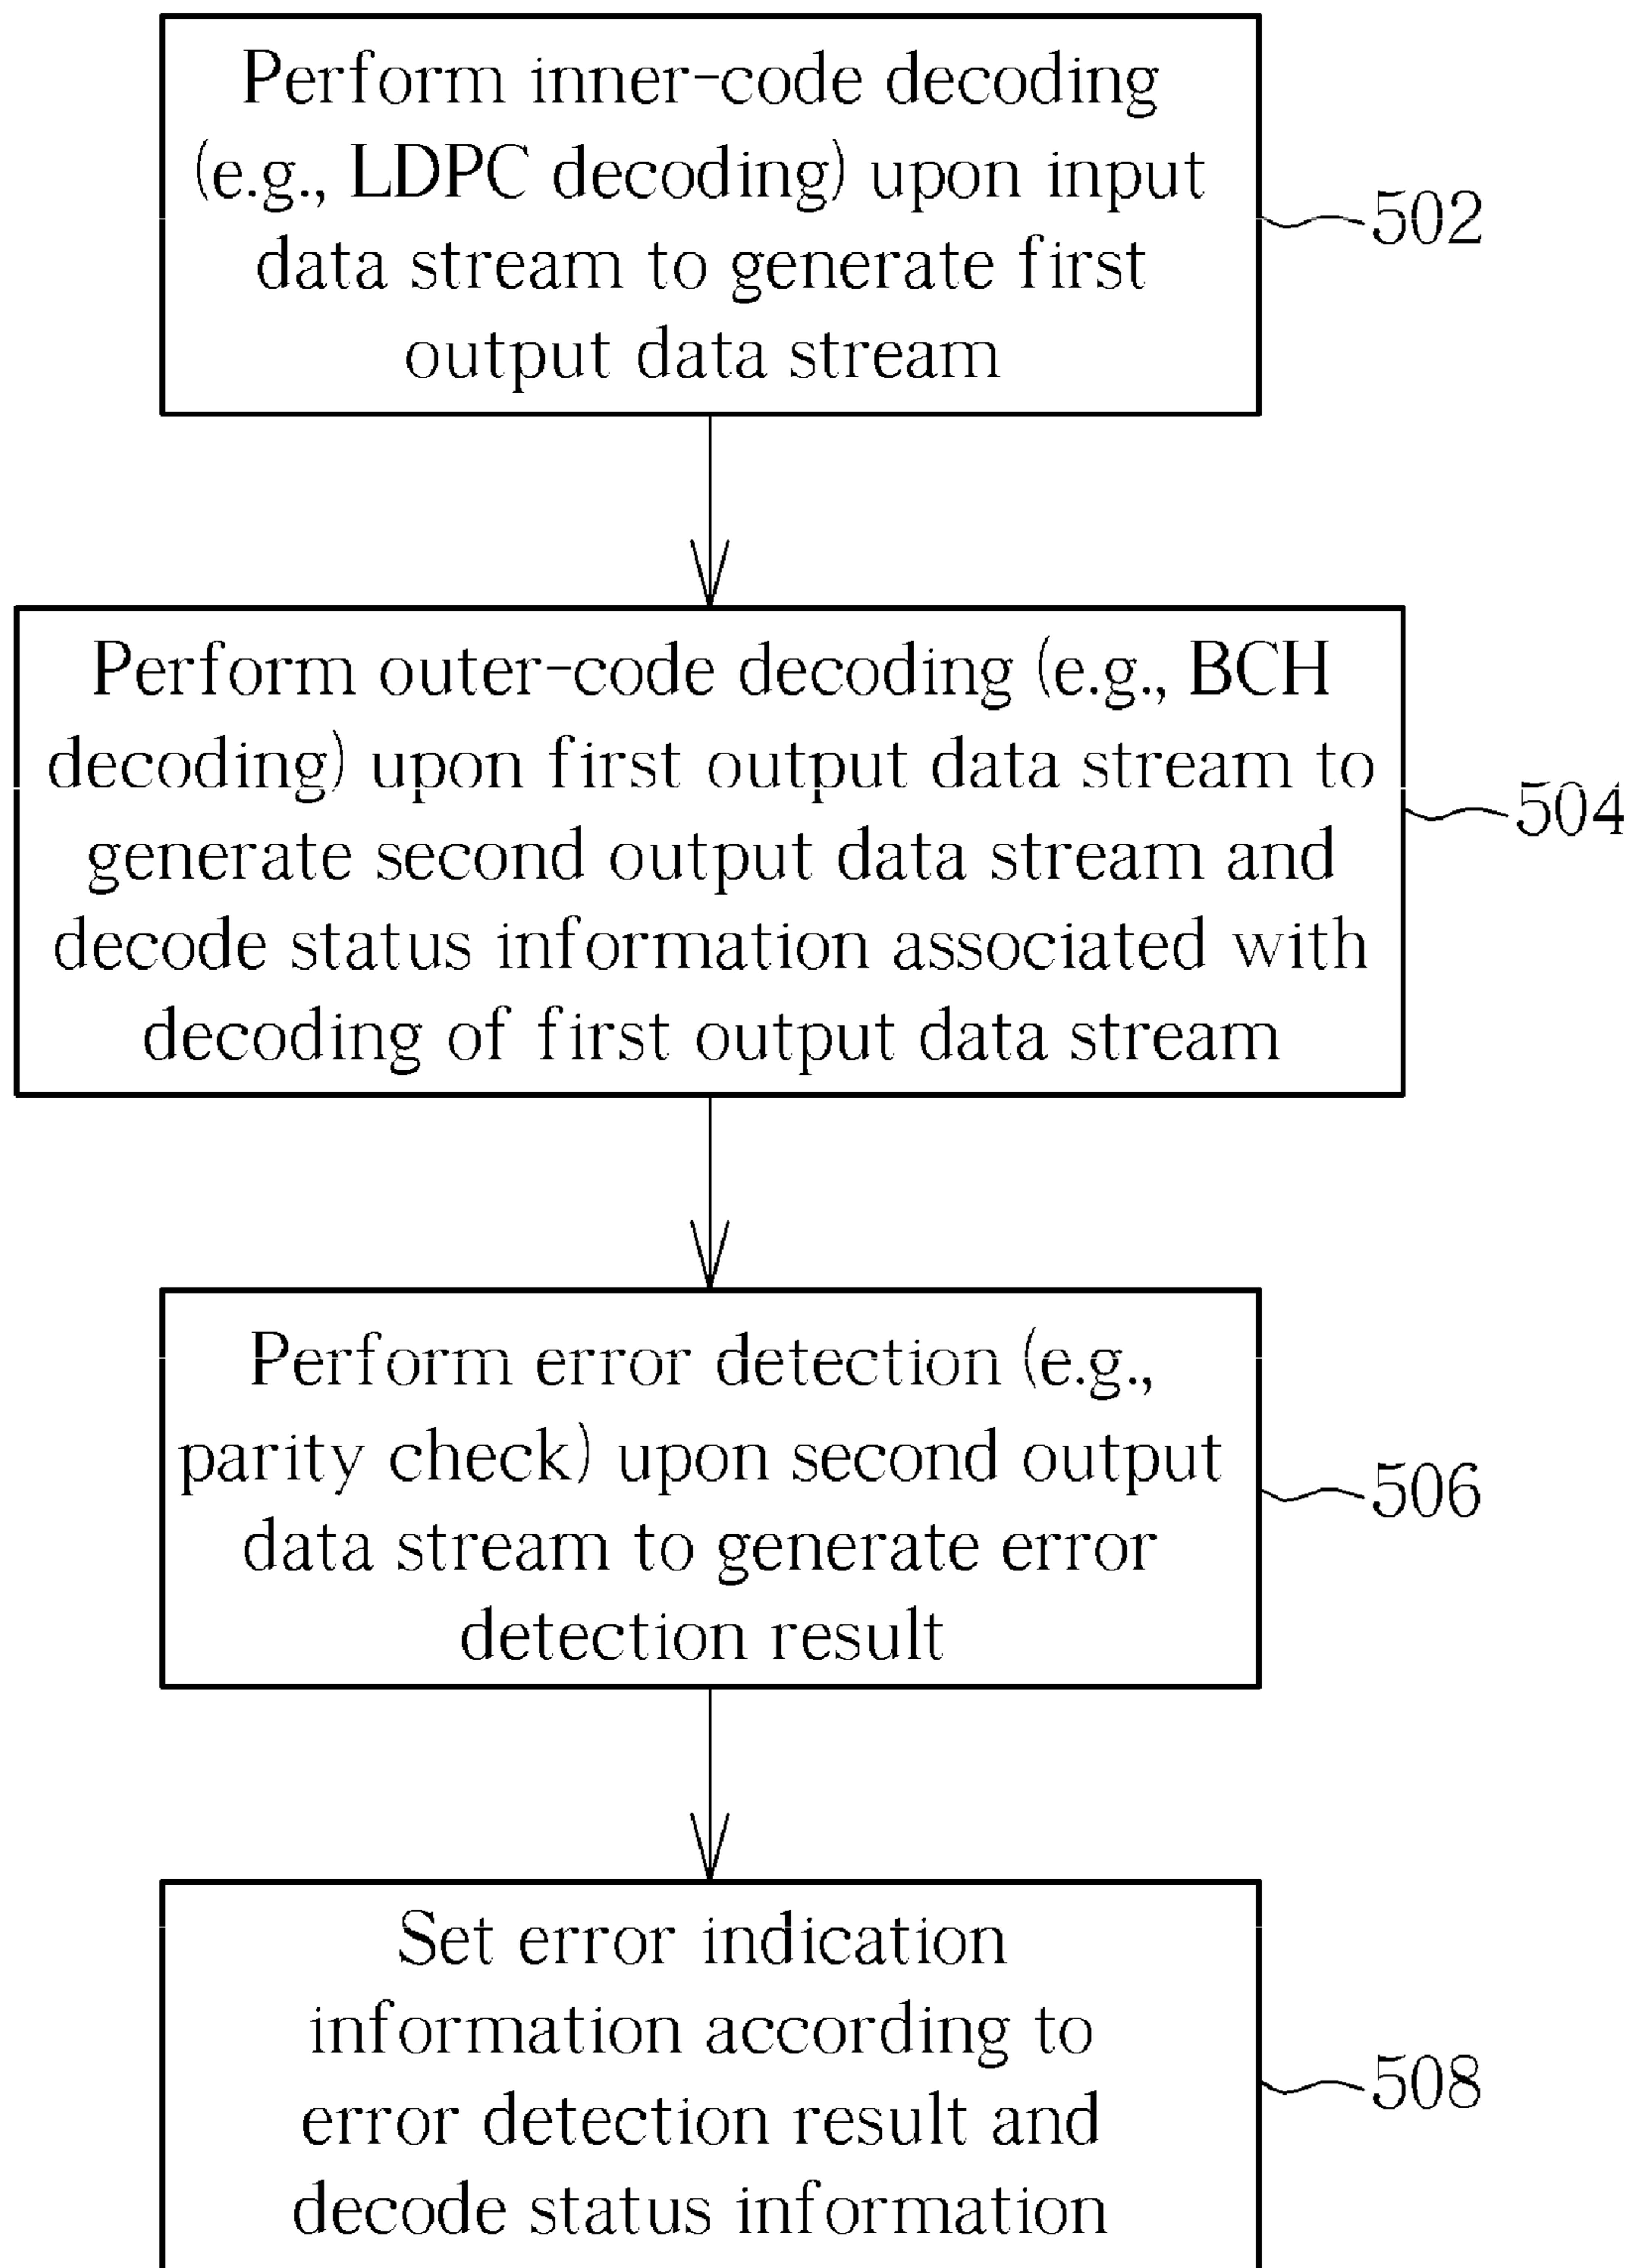 Perform inner-code decoding
(e.g., LDPC decoding) upon input
data stream to generate first
output data stream
502
Perform outer-code decoding (e.g., BCH
decoding) upon first output data stream to
generate second output data stream and
decode status information associated with
decoding of first output data stream
504
Perform error detection (e.g.,
parity check) upon second output
data stream to generate error
detection result
506
Set error indication
information according to
error detection result and
decode status information
508